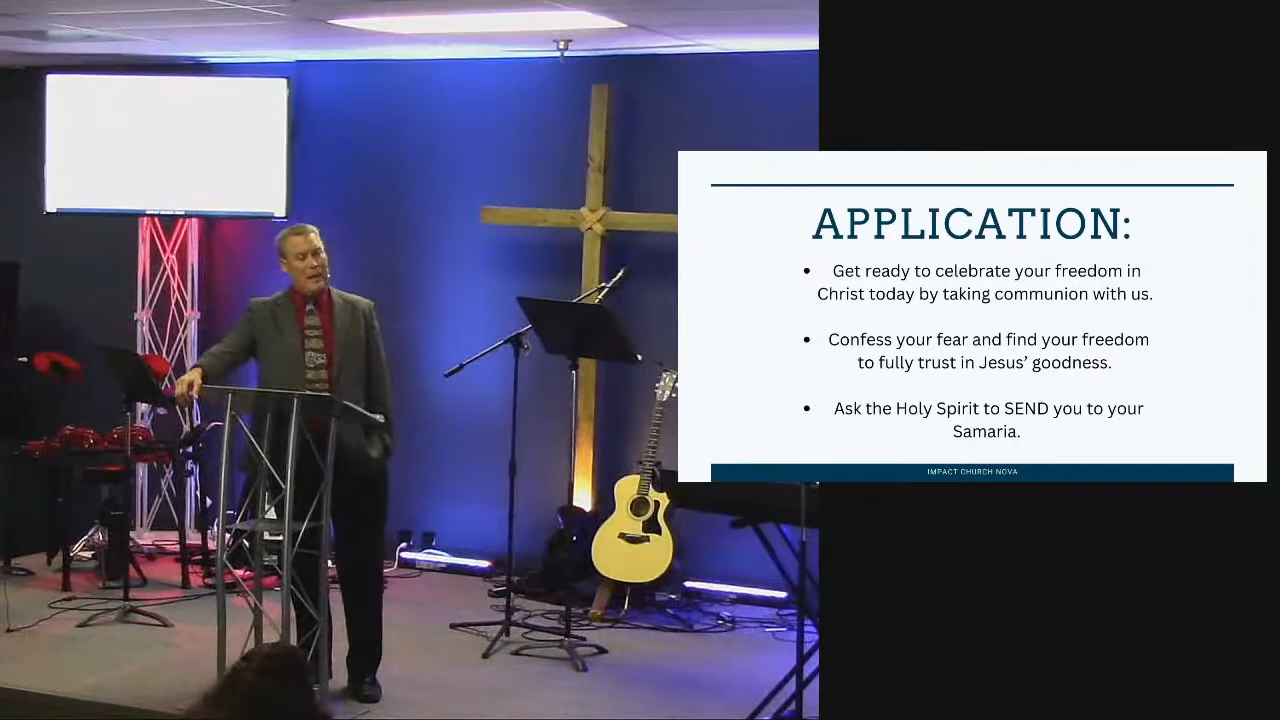 APPLICATION:
• Get ready to celebrate your freedom in
Christ today by taking communion with us.
• Confess your fear and find your freedom
to fully trust in Jesus’ goodness.
• Ask the Holy Spirit to SEND you to your
Samaria.
IMPACT CHURCH NOVA